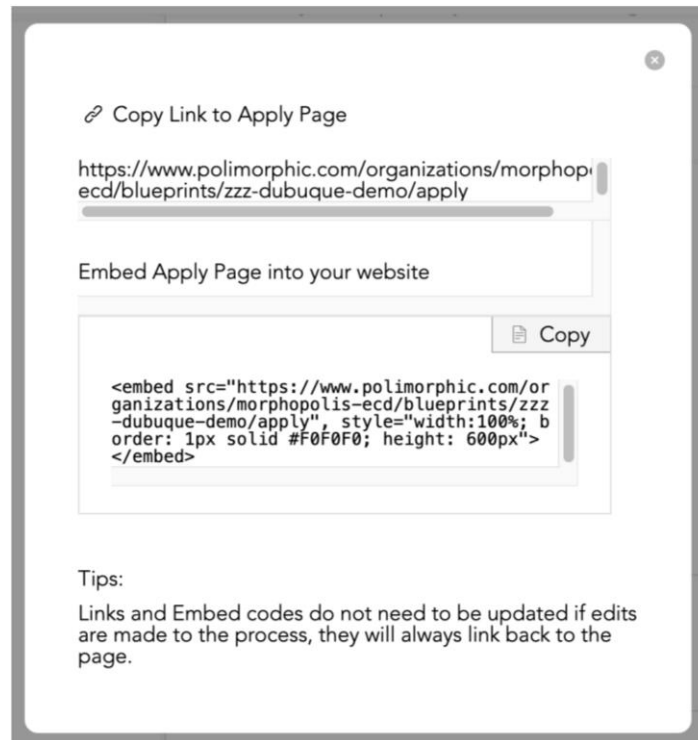 Copy Link to Apply Page
https://www.polimorphic.com/organizations/morphop
ecd/blueprints/zzz-dubuque-demo/apply
Embed Apply Page into your website
Copy
<embed src="https://www.polimorphic.com/or
ganizations/morphopolis-ecd/blueprints/zzz
-dubuque-demo/apply", style="width:100%; b
order: 1px solid #F0F0F0; height: 600px">
</embed>
Tips:
Links and Embed codes do not need to be updated if edits
are made to the process, they will always link back to the
page.